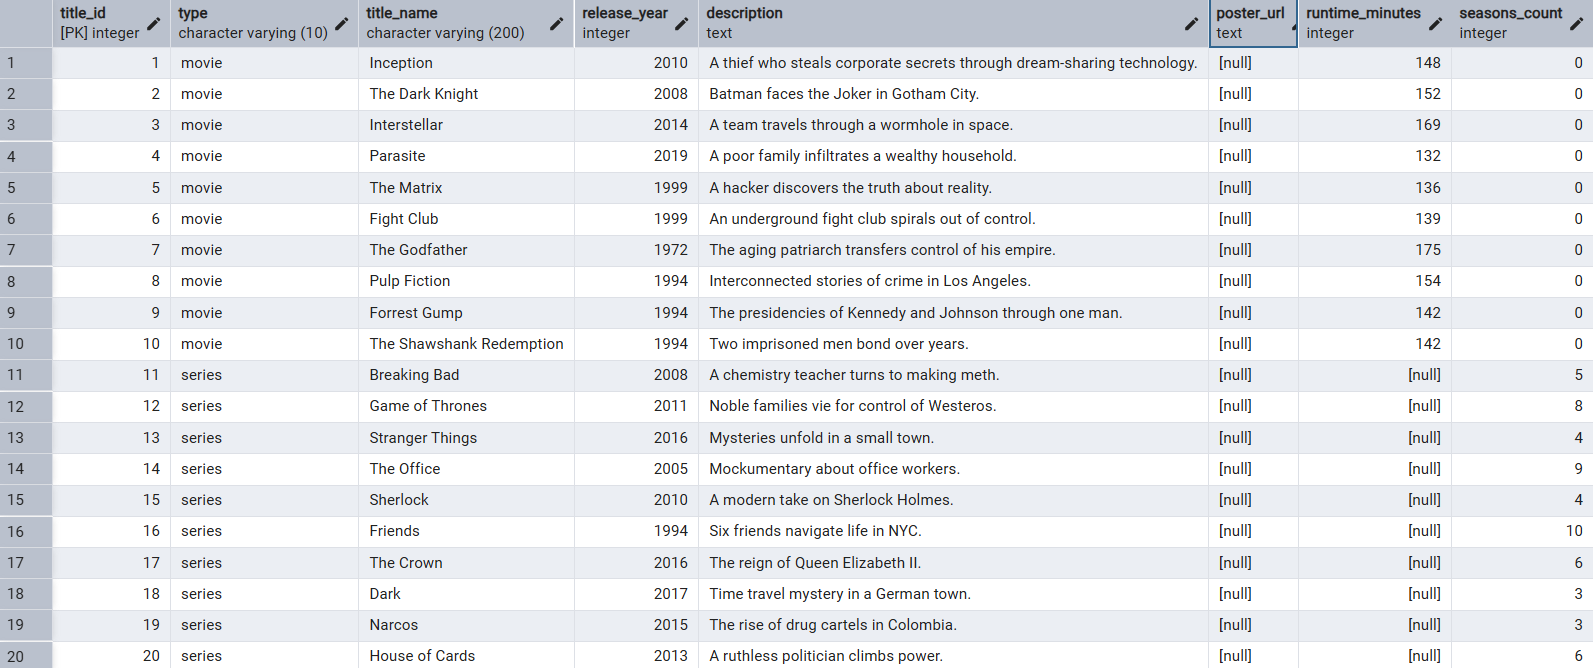 title_id type title_name release_year description poster_url runtime_minutes seasons_count
[PK] integer character varying (10) character varying (200) integer text text integer integer
1 1 movie Inception 2010 A thief who steals corporate secrets through dream-sharing technology. [null] 148 0
2 2 movie The Dark Knight 2008 Batman faces the Joker in Gotham City. [null] 152 0
3 3 movie Interstellar 2014 A team travels through a wormhole in space. [null] 169 0
4 4 movie Parasite 2019 A poor family infiltrates a wealthy household. [null] 132 0
5 5 movie The Matrix 1999 A hacker discovers the truth about reality. [null] 136 0
6 6 movie Fight Club 1999 An underground fight club spirals out of control. [null] 139 0
7 7 movie The Godfather 1972 The aging patriarch transfers control of his empire. [null] 175 0
8 8 movie Pulp Fiction 1994 Interconnected stories of crime in Los Angeles. [null] 154 0
9 9 movie Forrest Gump 1994 The presidencies of Kennedy and Johnson through one man. [null] 142 0
10 10 movie The Shawshank Redemption 1994 Two imprisoned men bond over years. [null] 142 0
11 11 series Breaking Bad 2008 A chemistry teacher turns to making meth. [null] [null] 5
12 12 series Game of Thrones 2011 Noble families vie for control of Westeros. [null] [null] 8
13 13 series Stranger Things 2016 Mysteries unfold in a small town. [null] [null] 4
14 14 series The Office 2005 Mockumentary about office workers. [null] [null] 9
15 15 series Sherlock 2010 A modern take on Sherlock Holmes. [null] [null] 4
16 16 series Friends 1994 Six friends navigate life in NYC. [null] [null] 10
17 17 series The Crown 2016 The reign of Queen Elizabeth II. [null] [null] 6
18 18 series Dark 2017 Time travel mystery in a German town. [null] [null] 3
19 19 series Narcos 2015 The rise of drug cartels in Colombia. [null] [null] 3
20 20 series House of Cards 2013 A ruthless politician climbs power. [null] [null] 6